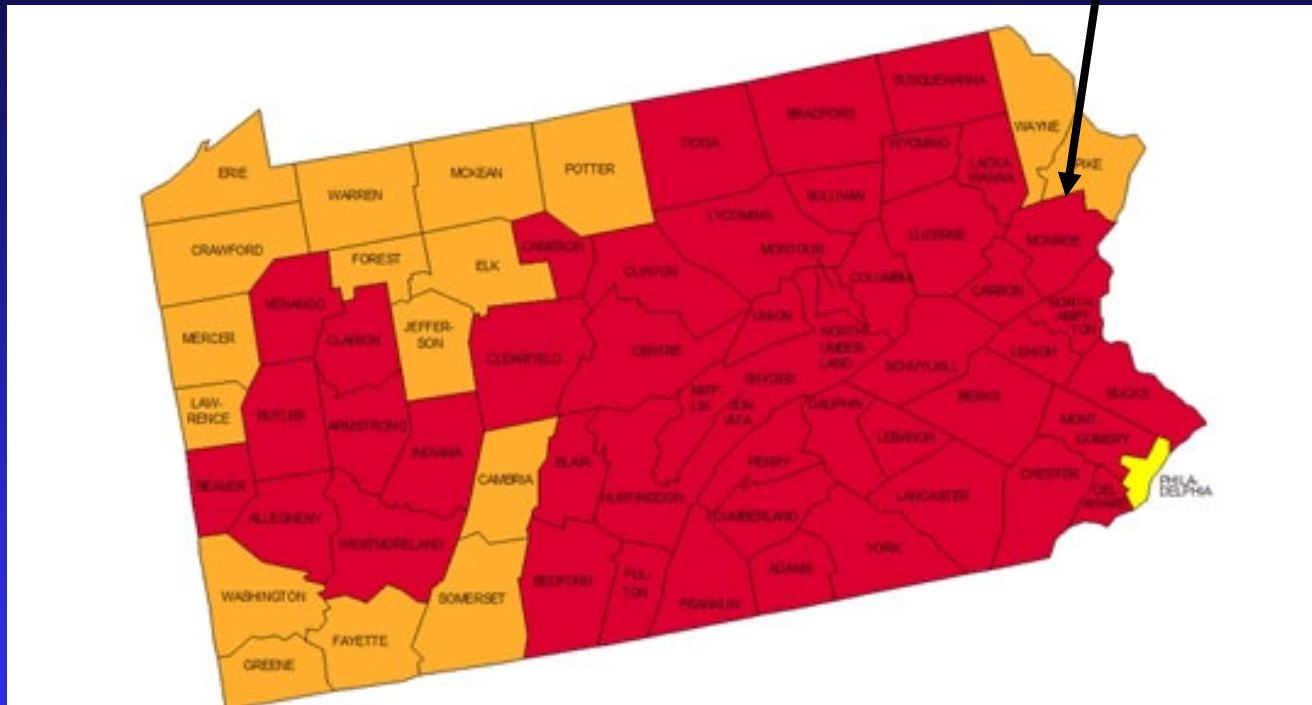 BUSQUEHANNA
BRADFORD
TIOGA
WAYNE
WYOMING
LACKA
WANNA
PIKE
ERIE
WARREN
MCKEAN
POTTER
SULLIVAN
LYCOMING
CRAWFORD
FOREST
ELK
CAMERON
CLINTON
MONTOUR
COLUMBIA
LUZERNE
MONROE
VENANGO
CARBON
NORTH-
AMPT-
TON
MERCER
CLARION
JEFFER-
SON
CLEARFIELD
CENTRE
UNION
NORTH-
UMBER-
LAND
SCHUYLKILL
LEHIGH
LAW-
RENCE
BUTLER
ARMSTRONG
INDIANA
MIFF-
LIN
SNYDER
JUN-
IATA
DAUPHIN
BERKS
BUCKS
BEAVER
ALLEGHENY
CAMBRIA
BLAIR
HUNTINGDON
PERRY
LEBANON
MONT-
GOMERY
WESTMORELAND
CUMBERLAND
LANCASTER
CHESTER
DEL-
AWARE
PHILA-
DELPHIA
WASHINGTON
SOMERSET
BEDFORD
FUL-
TON
FRANKLIN
ADAMS
YORK
FAYETTE
GREENE